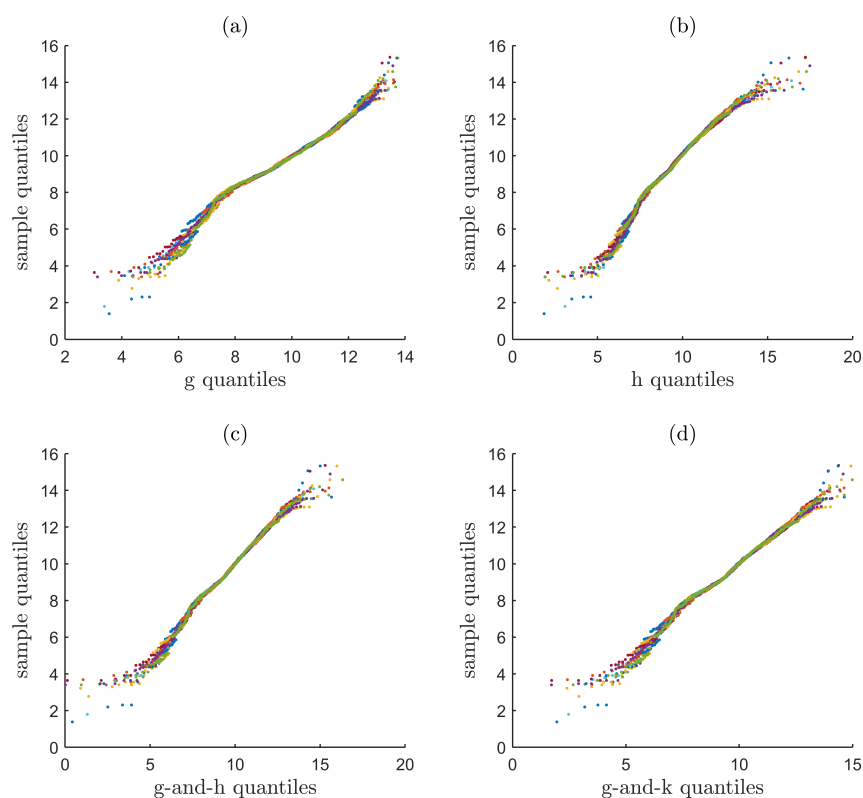 (a)
16
14
12
10
8
6
4
2
0
sample quantiles
2 4 6 8 10 12 14
g quantiles
(b)
16
14
12
10
8
6
4
2
0
sample quantiles
0 5 10 15 20
h quantiles
(c)
16
14
12
10
8
6
4
2
0
sample quantiles
0 5 10 15 20
g-and-h quantiles
(d)
16
14
12
10
8
6
4
2
0
sample quantiles
0 5 10 15
g-and-k quantiles